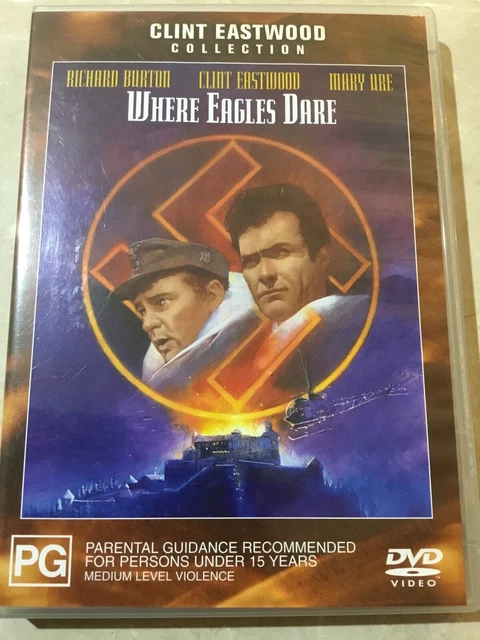 CLINT EASTWOOD
COLLECTION
RICHARD BURTON CLINT EASTWOOD MARY URE
WHERE EAGLES DARE
PG
PARENTAL GUIDANCE RECOMMENDED
FOR PERSONS UNDER 15 YEARS
MEDIUM LEVEL VIOLENCE
DVD
VIDEO